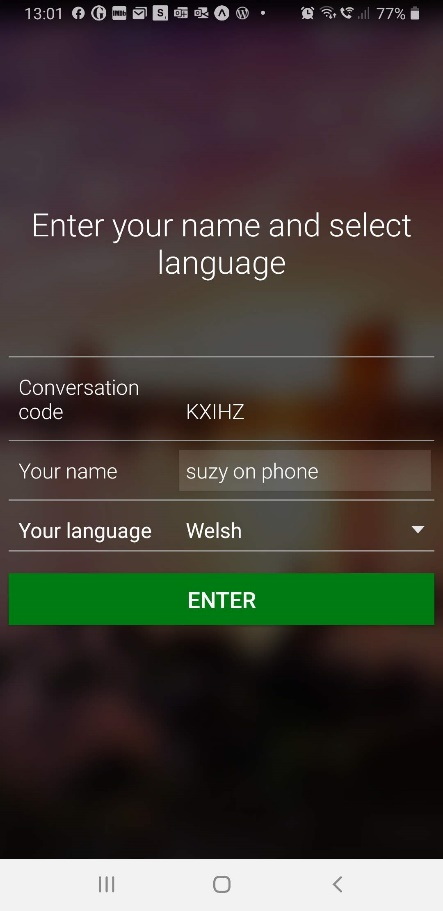 13:01 77%
Enter your name and select
language
Conversation
code KXIHZ
Your name suzy on phone
Your language Welsh
ENTER